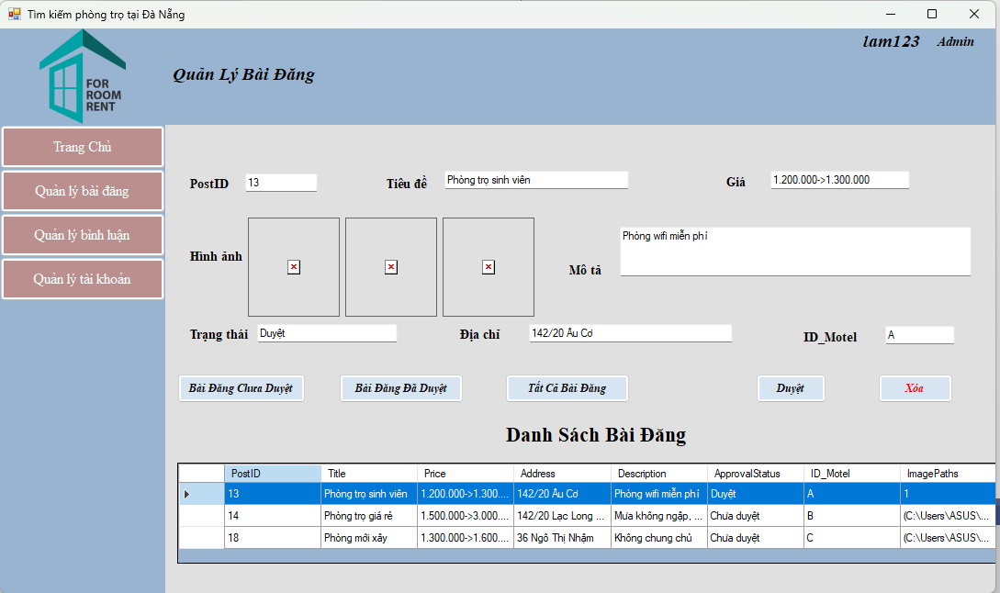 Tìm kiếm phòng trọ tại Đà Nẵng
lam123 Admin
FOR
ROOM
RENT
Quản Lý Bài Đăng
Trang Chủ
Quản lý bài đăng
Quản lý bình luận
Quản lý tài khoản
PostID 13 Tiêu đề Phòng trọ sinh viên Giá 1.200.000->1.300.000
Hình ảnh Mô tả Phòng wifi miễn phí
Trạng thái Duyệt Địa chỉ 142/20 Âu Cơ ID_Motel A
Bài Đăng Chưa Duyệt Bài Đăng Đã Duyệt Tất Cả Bài Đăng Duyệt Xóa
Danh Sách Bài Đăng
PostID Title Price Address Description ApprovalStatus ID_Motel ImagePaths
13 Phòng trọ sinh viên 1.200.000->1.300.... 142/20 Âu Cơ Phòng wifi miễn phí Duyệt A 1
14 Phòng trọ giá rẻ 1.500.000->3.000.... 142/20 Lạc Long ... Mưa không ngập, ... Chưa duyệt B (C:\Users\ASUS\...
18 Phòng mới xây 1.300.000->1.600.... 36 Ngô Thị Nhậm Không chung chủ Chưa duyệt C (C:\Users\ASUS\...